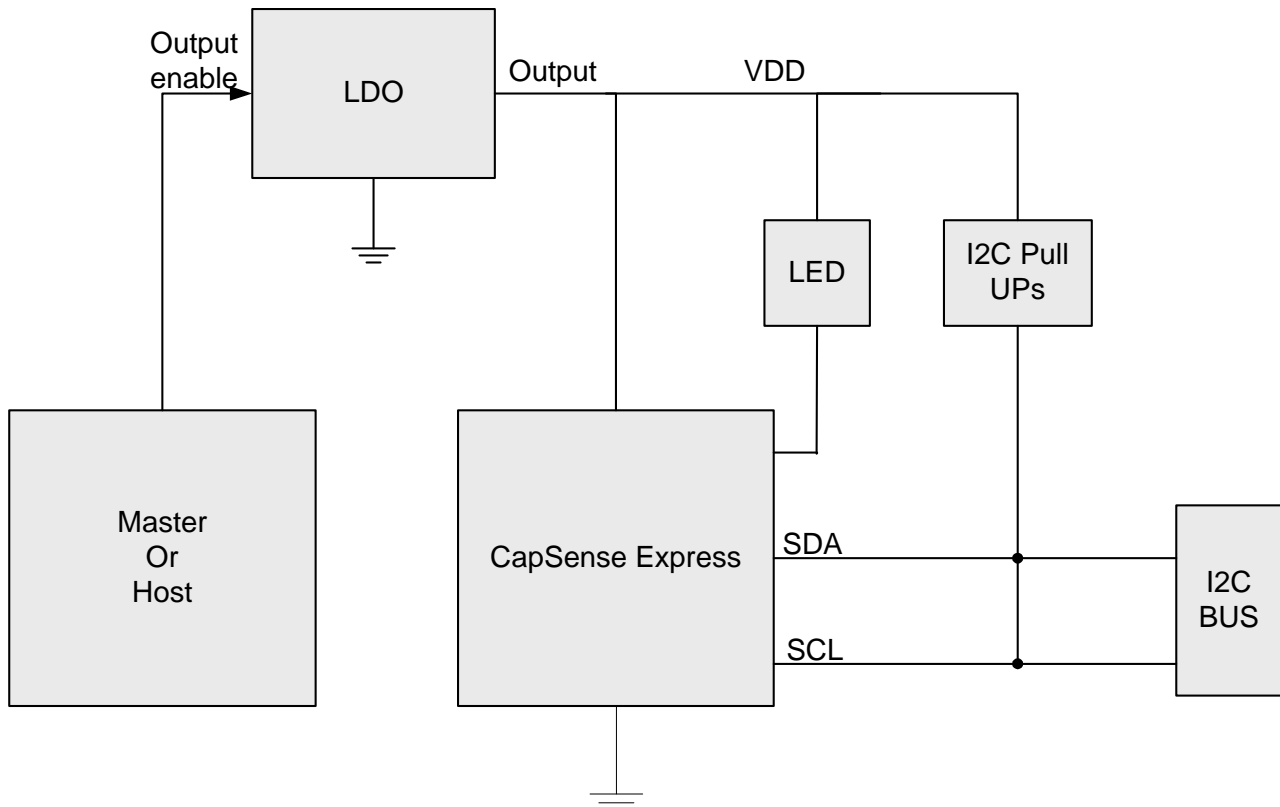 Output
enable
LDO
Output
VDD
LED
I2C Pull
UPs
Master
Or
Host
CapSense Express
SDA
SCL
I2C
BUS